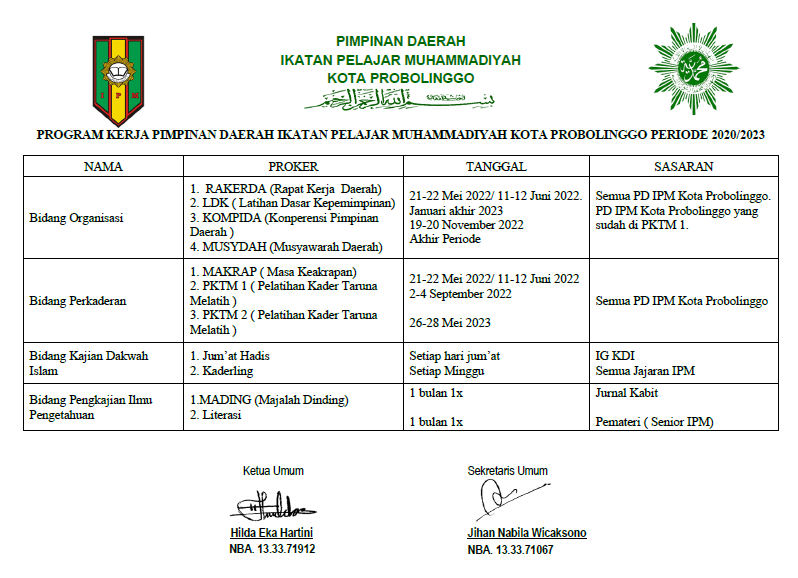 PIMPINAN DAERAH
IKATAN PELAJAR MUHAMMADIYAH
KOTA PROBOLINGGO
بسم الله الرحمن الرحيم
I P M
PROGRAM KERJA PIMPINAN DAERAH IKATAN PELAJAR MUHAMMADIYAH KOTA PROBOLINGGO PERIODE 2020/2023
NAMA PROKER TANGGAL SASARAN
Bidang Organisasi
1. RAKERDA (Rapat Kerja Daerah)
2. LDK ( Latihan Dasar Kepemimpinan)
3. KOMPIDA (Konperensi Pimpinan
Daerah )
4. MUSYDAH (Musyawarah Daerah)
21-22 Mei 2022/ 11-12 Juni 2022.
Januari akhir 2023
19-20 November 2022
Akhir Periode
Semua PD IPM Kota Probolinggo.
PD IPM Kota Probolinggo yang
sudah di PKTM 1.
Bidang Perkaderan
1. MAKRAP ( Masa Keakrapan)
2. PKTM 1 ( Pelatihan Kader Taruna
Melatih )
3. PKTM 2 ( Pelatihan Kader Taruna
Melatih )
21-22 Mei 2022/ 11-12 Juni 2022
2-4 September 2022
26-28 Mei 2023
Semua PD IPM Kota Probolinggo
Bidang Kajian Dakwah
Islam
1. Jum’at Hadis
2. Kaderling
Setiap hari jum’at
Setiap Minggu
IG KDI
Semua Jajaran IPM
Bidang Pengkajian Ilmu
Pengetahuan
1.MADING (Majalah Dinding)
2. Literasi
1 bulan 1x
1 bulan 1x
Jurnal Kabit
Pemateri ( Senior IPM)
Ketua Umum
Hilda Eka Hartini
NBA. 13.33.71912
Sekretaris Umum
Jihan Nabila Wicaksono
NBA. 13.33.71067